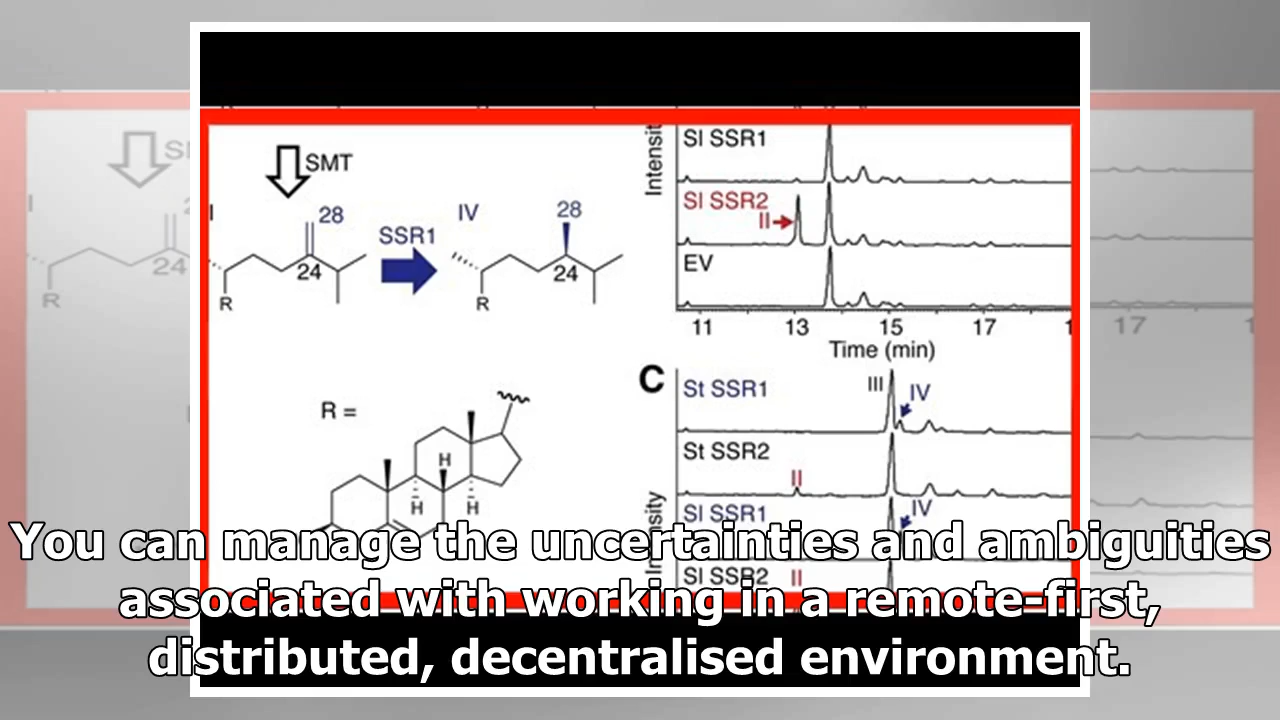 SMT
I
28
24
R
SSR1
IV
28
24
R
R =
H
H
H
Intensit
Sl SSR1
Sl SSR2
II
EV
11 13 15 17 1
Time (min)
C
Intensity
St SSR1
III
IV
St SSR2
II
Sl SSR1
IV
Sl SSR2
II
24
R
17
You can manage the uncertainties and ambiguities
associated with working in a remote-first,
distributed, decentralised environment.